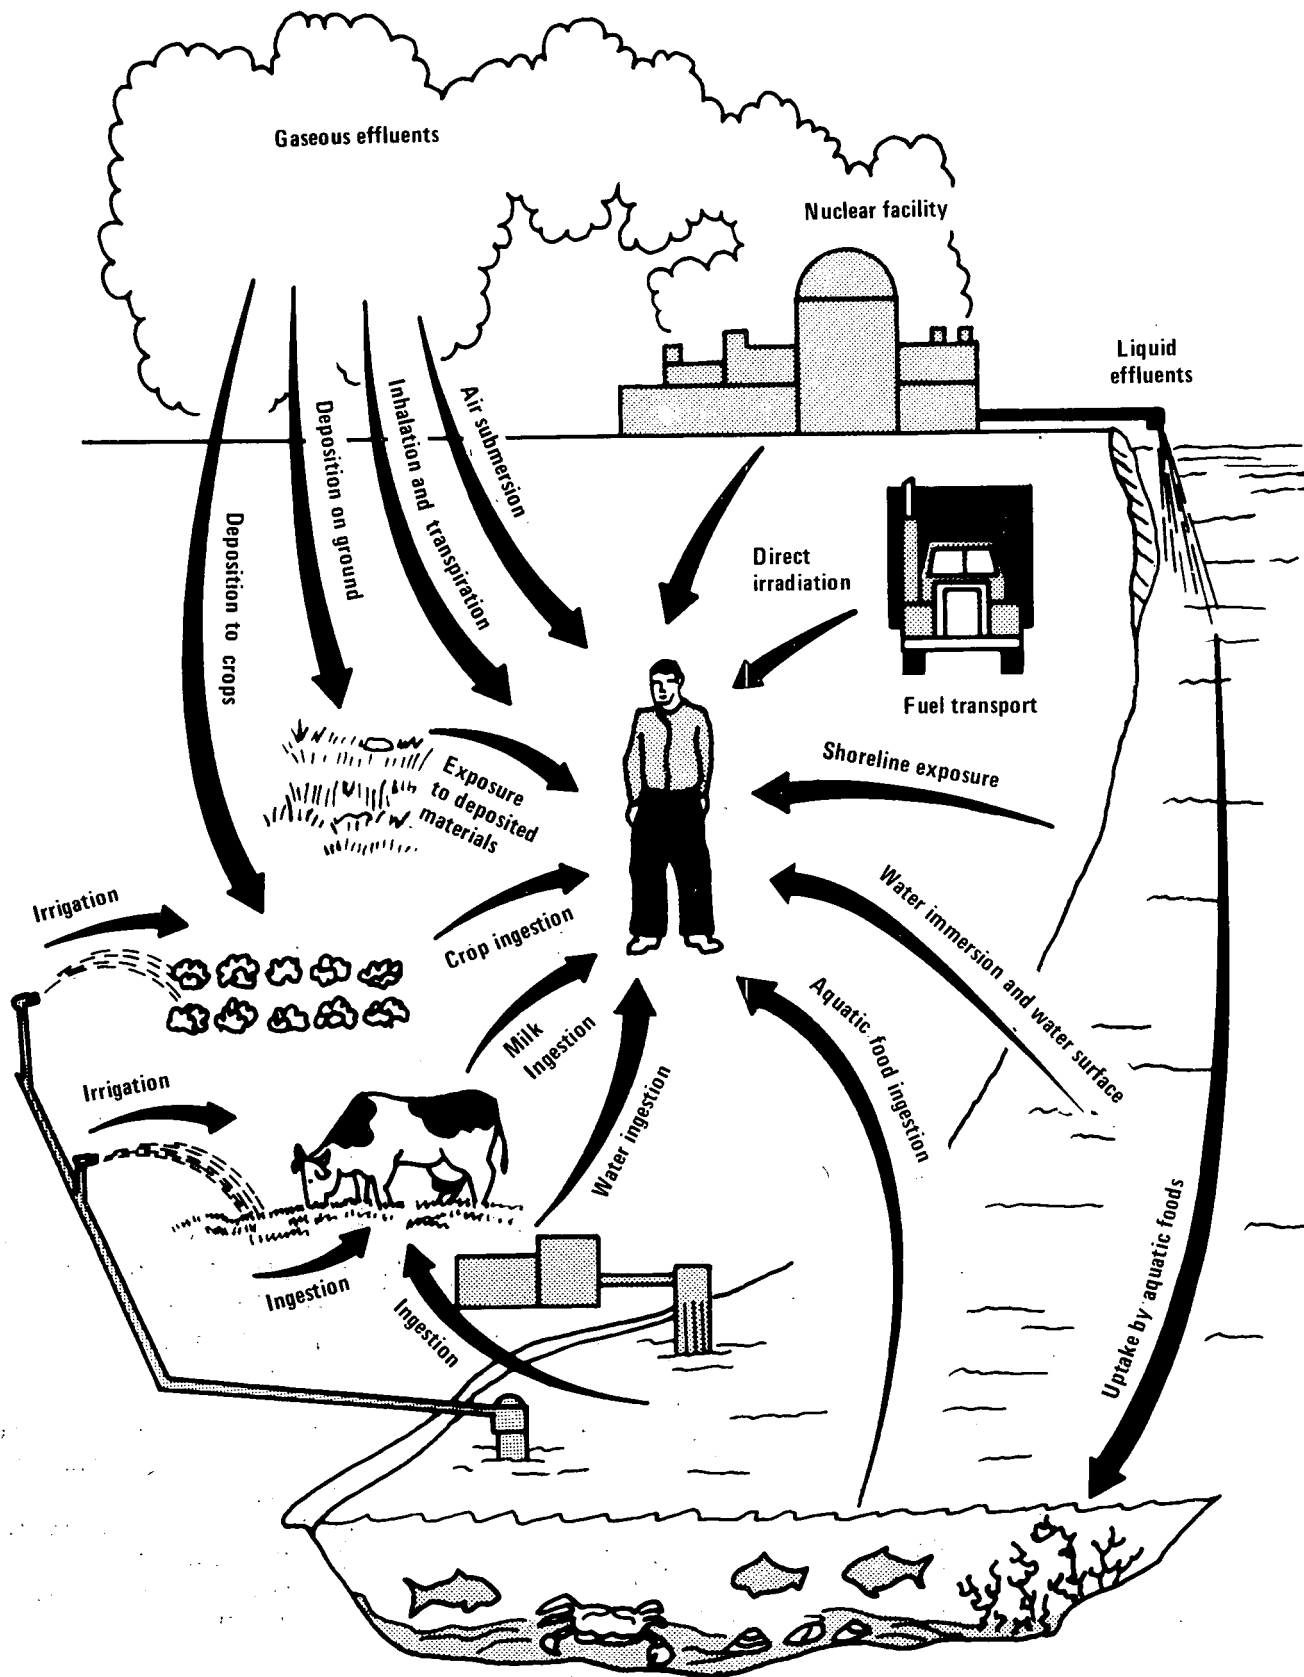 Gaseous effluents
Nuclear facility
Liquid
effluents
Air submersion
Inhalation and transpiration
Deposition on ground
Deposition to crops
Direct
irradiation
Fuel transport
Shoreline exposure
Exposure
to deposited
materials
Water immersion and water surface
Irrigation
Crop ingestion
Aquatic food ingestion
Milk
Ingestion
Irrigation
Water ingestion
Uptake by aquatic foods
Ingestion
Ingestion